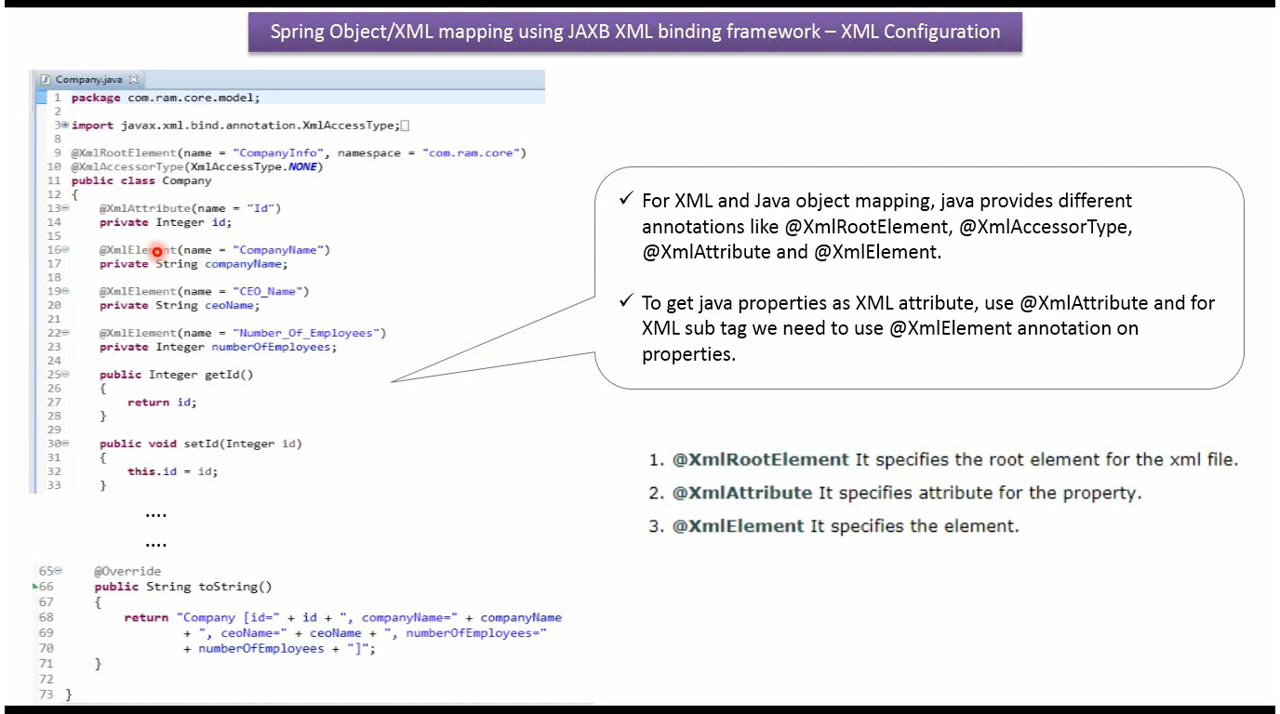 Spring Object/XML mapping using JAXB XML binding framework – XML Configuration
Company.java
1 package com.ram.core.model;
2
3 import javax.xml.bind.annotation.XmlAccessType;
8
9 @XmlRootElement(name = "CompanyInfo", namespace = "com.ram.core")
10 @XmlAccessorType(XmlAccessType.NONE)
11 public class Company
12 {
13 @XmlAttribute(name = "Id")
14 private Integer id;
15
16 @XmlElement(name = "CompanyName")
17 private String companyName;
18
19 @XmlElement(name = "CEO_Name")
20 private String ceoName;
21
22 @XmlElement(name = "Number_Of_Employees")
23 private Integer numberOfEmployees;
24
25 public Integer getId()
26 {
27 return id;
28 }
29
30 public void setId(Integer id)
31 {
32 this.id = id;
33 }
....
....
65 @Override
66 public String toString()
67 {
68 return "Company [id=" + id + ", companyName=" + companyName
69 + ", ceoName=" + ceoName + ", numberOfEmployees="
70 + numberOfEmployees + "]";
71 }
72
73 }
✓ For XML and Java object mapping, java provides different
annotations like @XmlRootElement, @XmlAccessorType,
@XmlAttribute and @XmlElement.
✓ To get java properties as XML attribute, use @XmlAttribute and for
XML sub tag we need to use @XmlElement annotation on
properties.
1. @XmlRootElement It specifies the root element for the xml file.
2. @XmlAttribute It specifies attribute for the property.
3. @XmlElement It specifies the element.